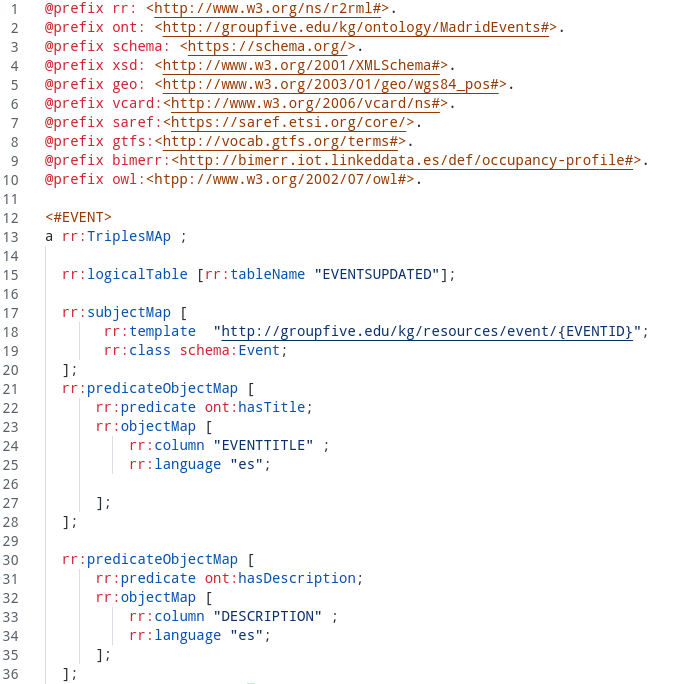 1 @prefix rr: <http://www.w3.org/ns/r2rml#>.
2 @prefix ont: <http://groupfive.edu/kg/ontology/MadridEvents#>.
3 @prefix schema: <https://schema.org/>.
4 @prefix xsd: <http://www.w3.org/2001/XMLSchema#>.
5 @prefix geo: <http://www.w3.org/2003/01/geo/wgs84_pos#>.
6 @prefix vcard:<http://www.w3.org/2006/vcard/ns#>.
7 @prefix saref:<https://saref.etsi.org/core/>.
8 @prefix gtfs:<http://vocab.gtfs.org/terms#>.
9 @prefix bimerr:<http://bimerr.iot.linkeddata.es/def/occupancy-profile#>.
10 @prefix owl:<htpp://www.w3.org/2002/07/owl#>.
11
12 <#EVENT>
13 a rr:TriplesMAp ;
14
15 rr:logicalTable [rr:tableName "EVENTSUPDATED"];
16
17 rr:subjectMap [
18 rr:template  "http://groupfive.edu/kg/resources/event/{EVENTID}";
19 rr:class schema:Event;
20 ];
21 rr:predicateObjectMap [
22 rr:predicate ont:hasTitle;
23 rr:objectMap [
24 rr:column "EVENTTITLE" ;
25 rr:language "es";
26
27 ];
28 ];
29
30 rr:predicateObjectMap [
31 rr:predicate ont:hasDescription;
32 rr:objectMap [
33 rr:column "DESCRIPTION" ;
34 rr:language "es";
35 ];
36 ];